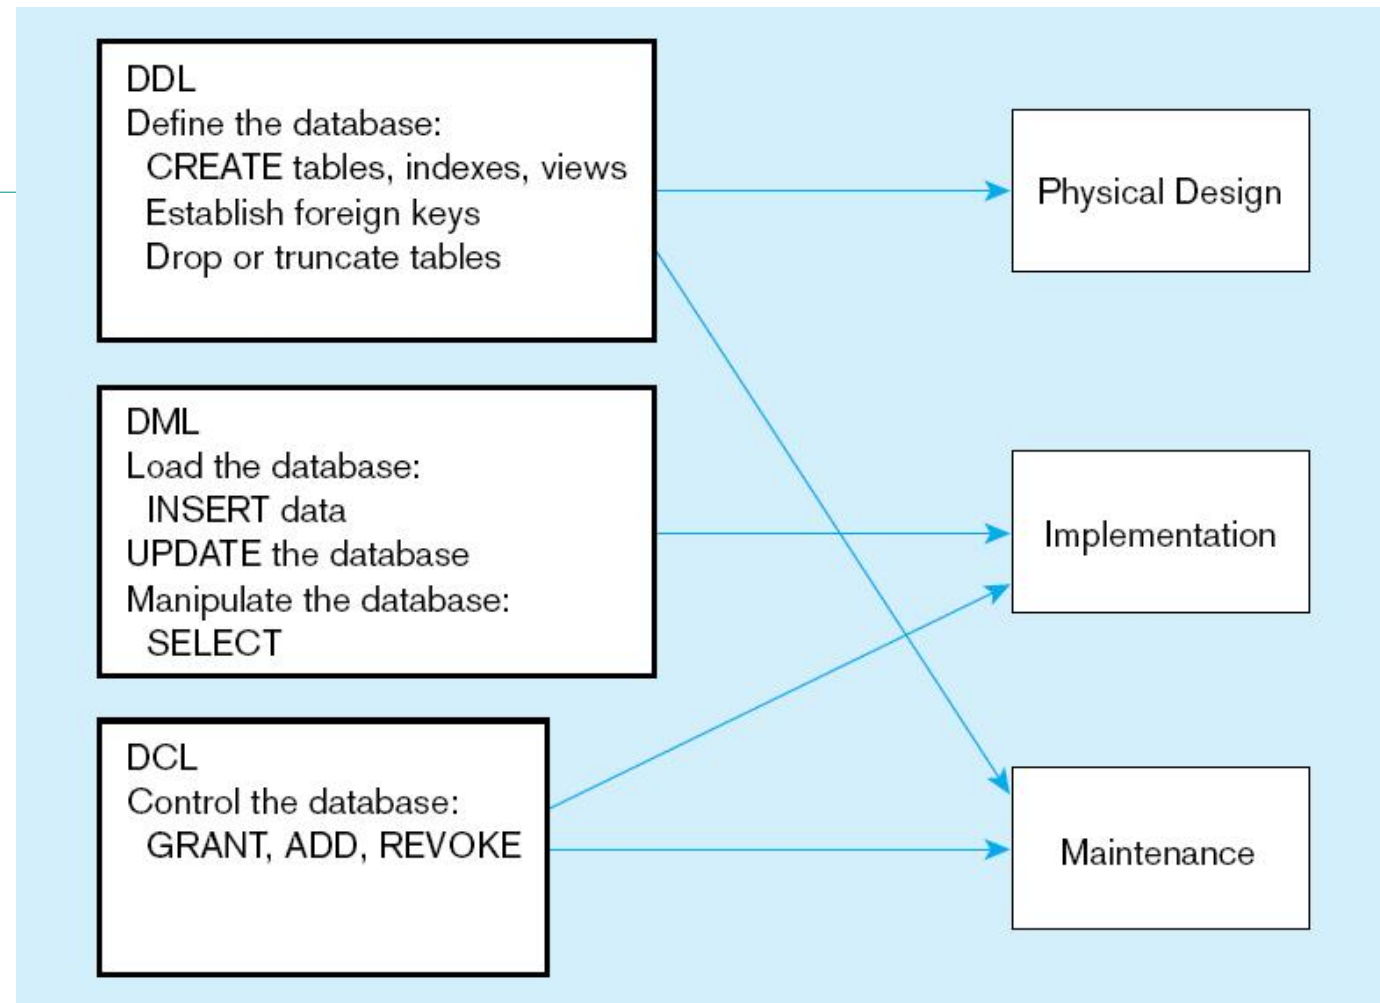 DDL
Define the database:
CREATE tables, indexes, views
Establish foreign keys
Drop or truncate tables
Physical Design
DML
Load the database:
INSERT data
UPDATE the database
Manipulate the database:
SELECT
Implementation
DCL
Control the database:
GRANT, ADD, REVOKE
Maintenance